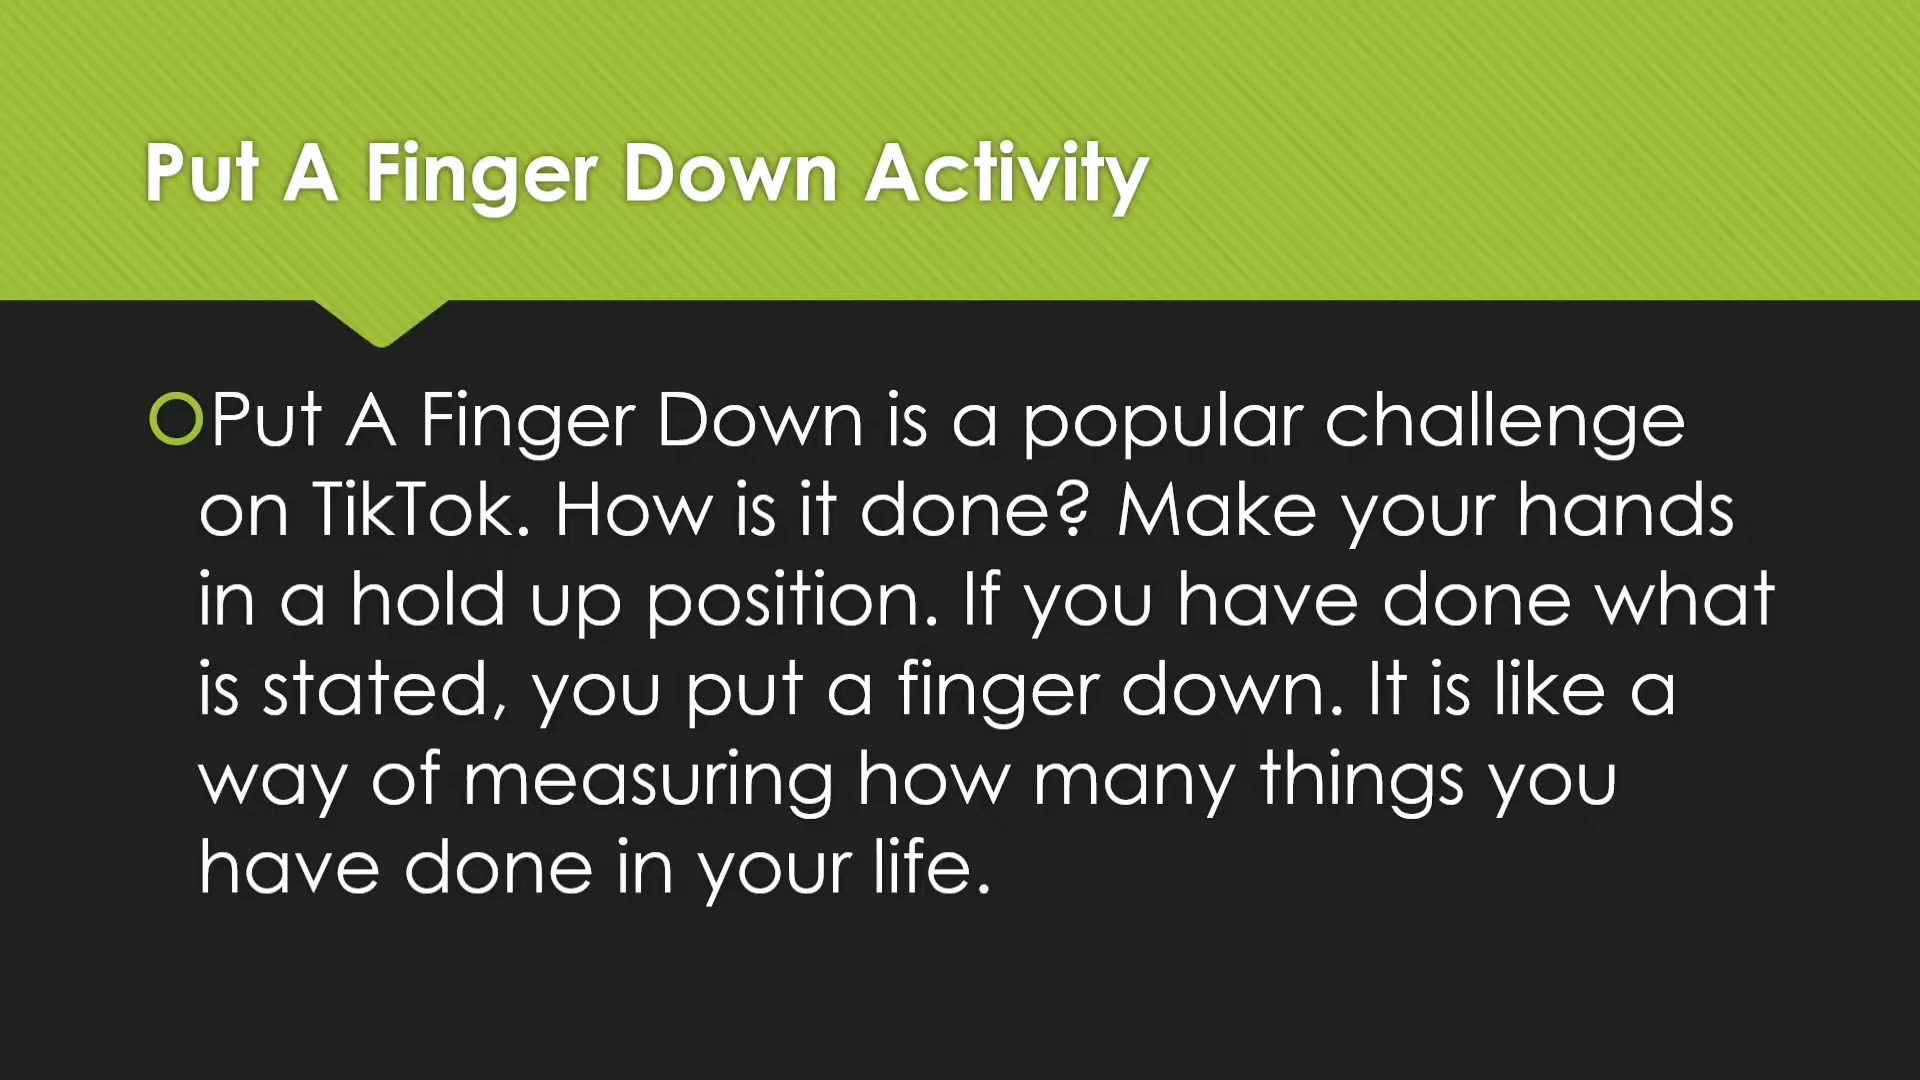 Put A Finger Down Activity
Put A Finger Down is a popular challenge
on TikTok. How is it done? Make your hands
in a hold up position. If you have done what
is stated, you put a finger down. It is like a
way of measuring how many things you
have done in your life.